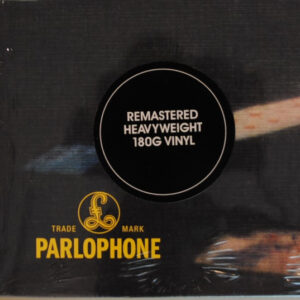 REMASTERED
HEAVYWEIGHT
180G VINYL
£
TRADE MARK
PARLOPHONE